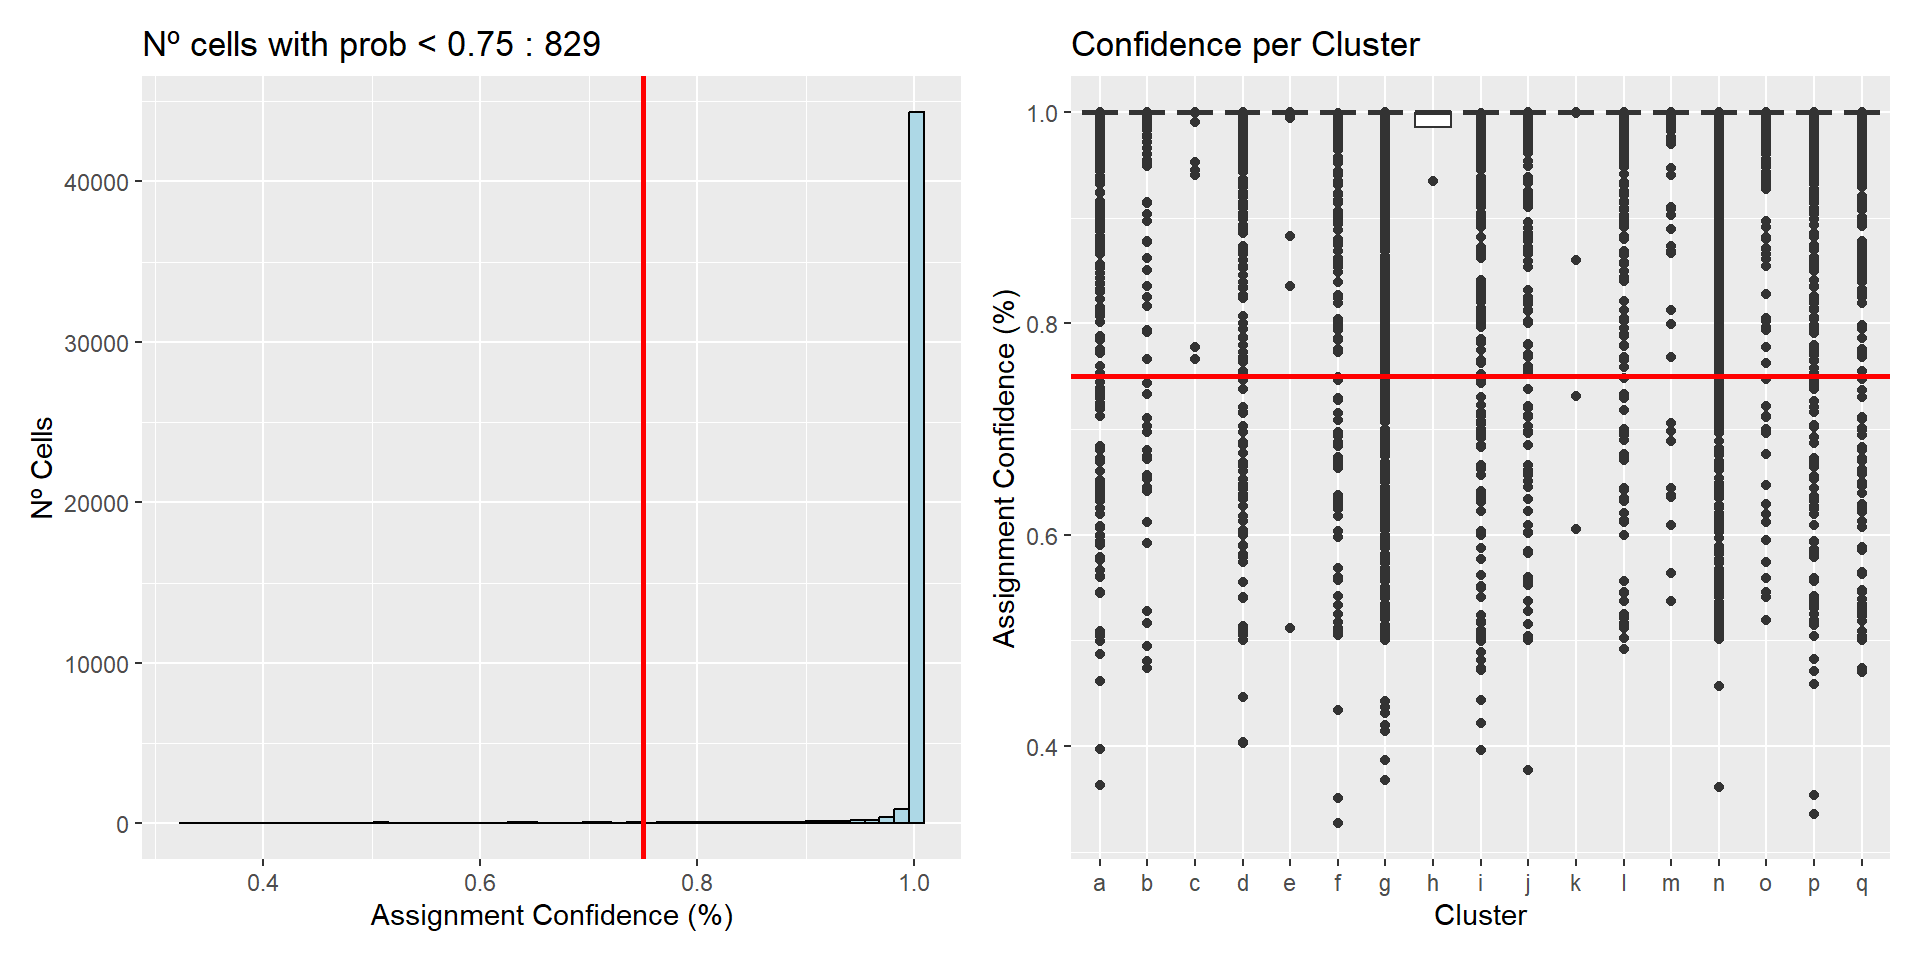 Nº cells with prob < 0.75 : 829
Nº Cells
40000
30000
20000
10000
0
0.4 0.6 0.8 1.0
Assignment Confidence (%)
Confidence per Cluster
Assignment Confidence (%)
1.0
0.8
0.6
0.4
a b c d e f g h i j k l m n o p q
Cluster